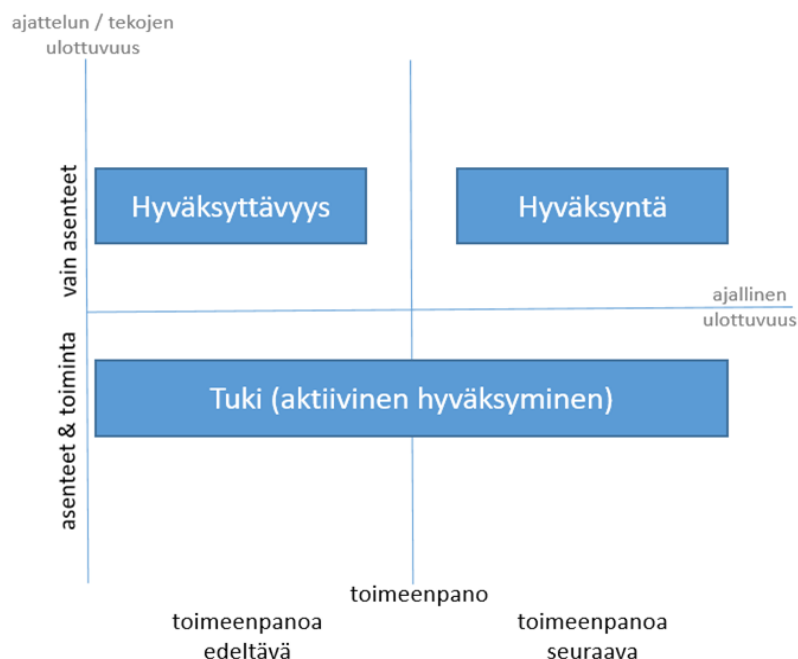 ajattelun / tekojen
ulottuvuus
vain asenteet
Hyväksyttävyys
Hyväksyntä
ajallinen
ulottuvuus
asenteet & toiminta
Tuki (aktiivinen hyväksyminen)
toimeenpano
toimeenpanoa
edeltävä
toimeenpanoa
seuraava